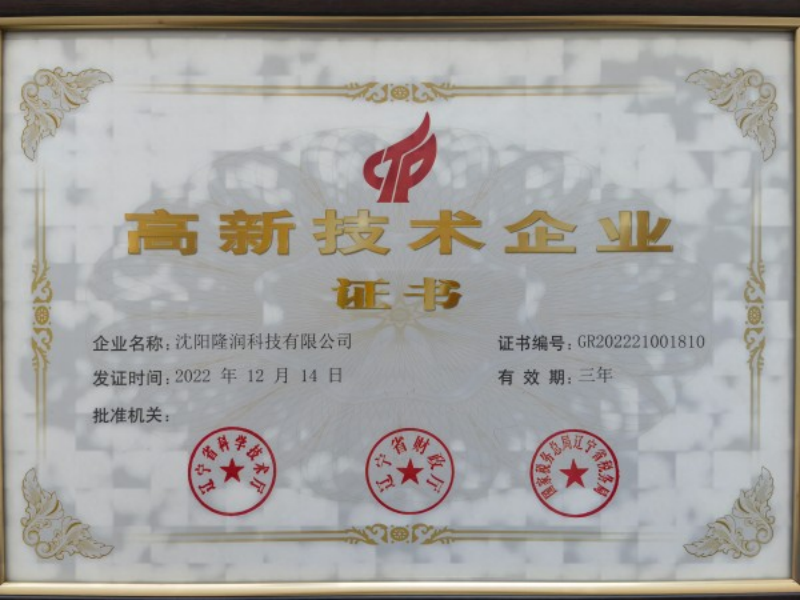 高新技术企业
证书
企业名称：沈阳隆润科技有限公司
证书编号：GR202221001810
发证时间：2022 年 12 月 14 日
有 效 期：三年
批准机关：
辽宁省科学技术厅
辽宁省财政厅
国家税务总局辽宁省税务局